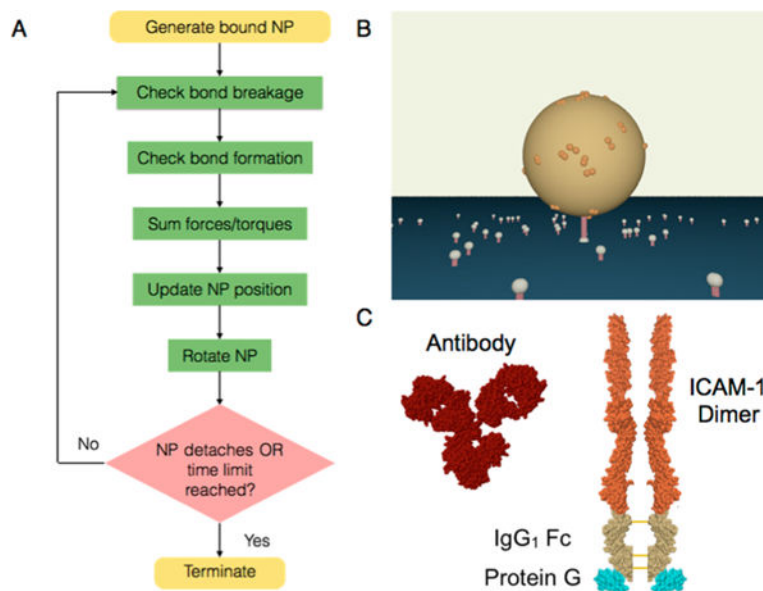 A
Generate bound NP
Check bond breakage
Check bond formation
Sum forces/torques
Update NP position
Rotate NP
No
NP detaches OR
time limit
reached?
Yes
Terminate
B
C
Antibody
ICAM-1
Dimer
IgG₁ Fc
Protein G